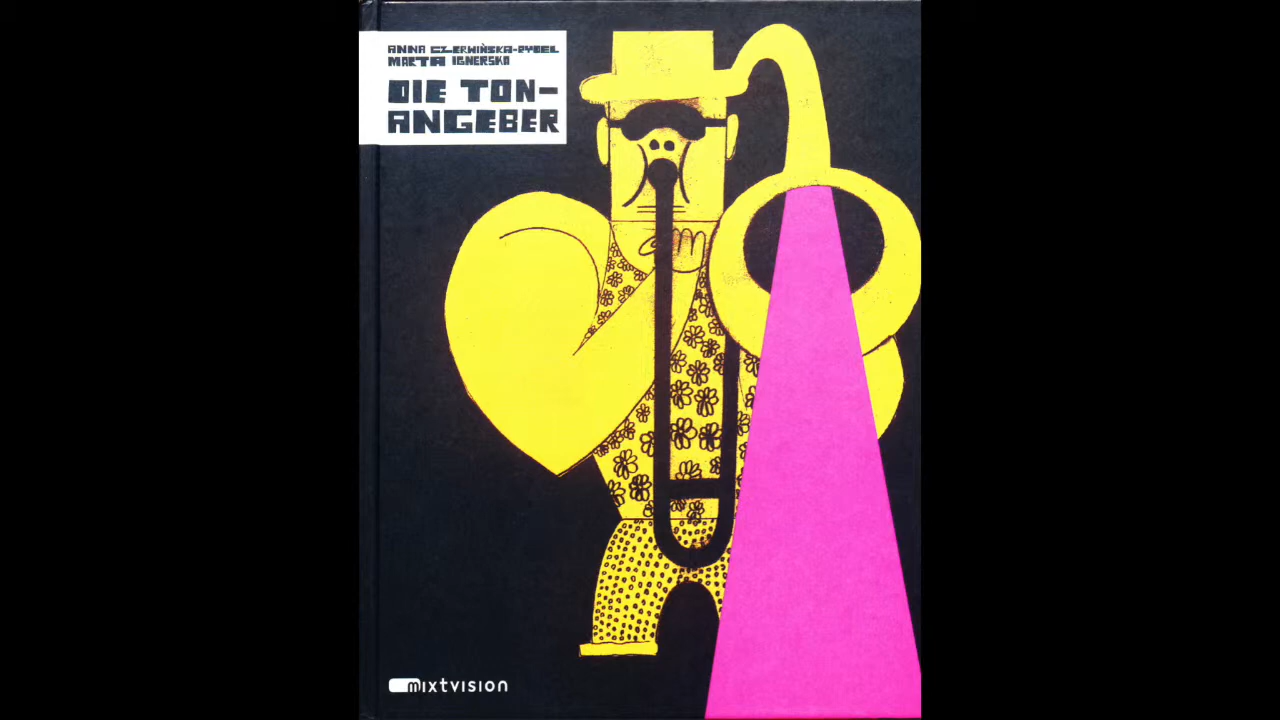 ANNA CZERWIŃSKA-RYDEL
MARTA IGNERSKA
DIE TON-
ANGEBER
mixtvision